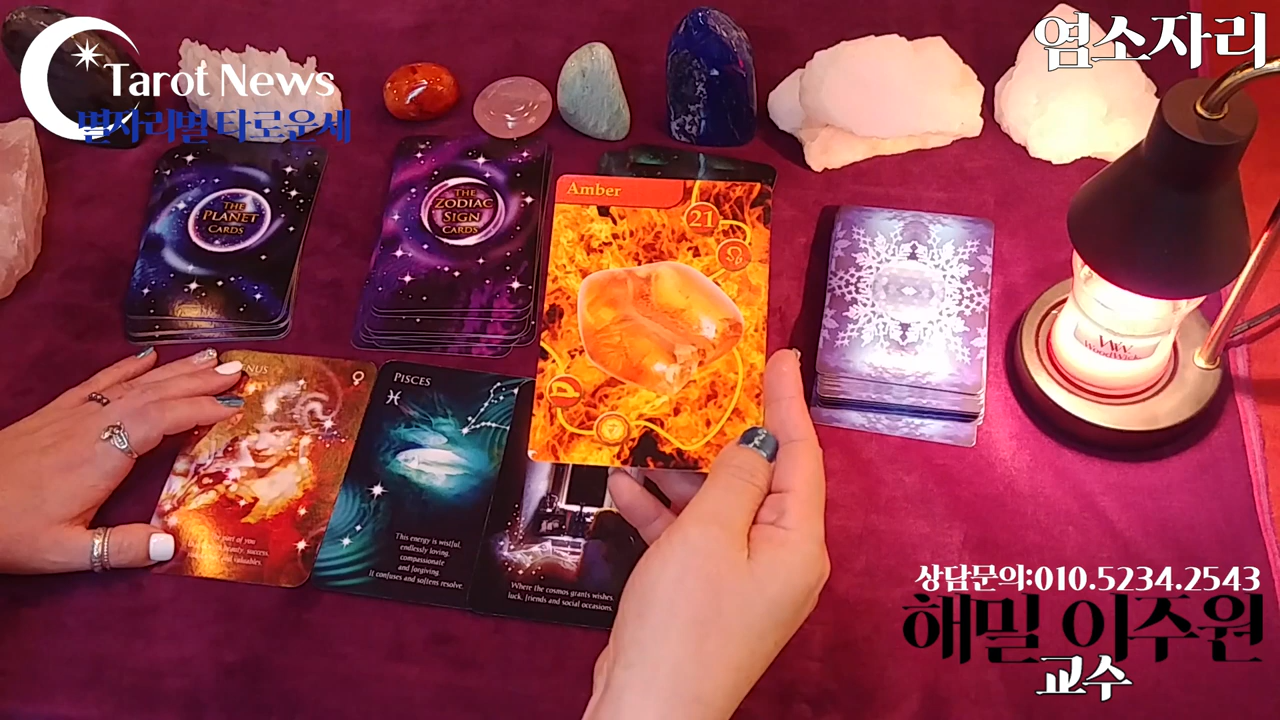 염소자리
Tarot News
별자리별 타로운세
THE
PLANET
CARDS
THE
ZODIAC
SIGN
CARDS
Amber
21
ENUS
PISCES
This energy is wistful,
endlessly loving,
compassionate
and forgiving.
It confuses and softens resolve.
Where the cosmos grants wishes,
luck, friends and social occasions.
WoodWick
상담문의:010.5234.2543
해밀 이주원
교수